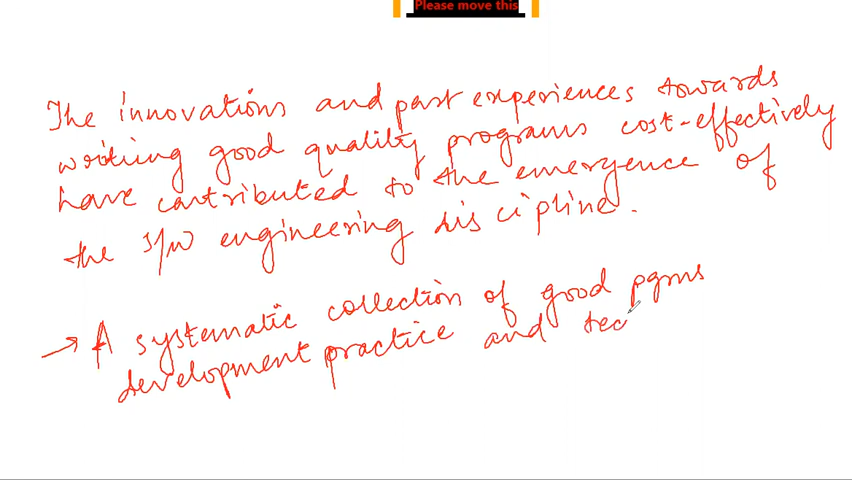 Please move this
The innovations and past experiences towards
writing good quality programs cost-effectively
have contributed to the emergence of
the S/W engineering discipline.
→ A systematic collection of good pgms
development practice and tec